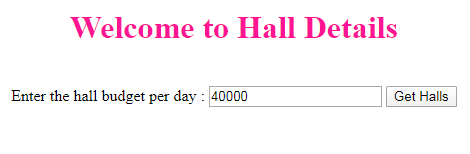 Welcome to Hall Details
Enter the hall budget per day : 40000 Get Halls